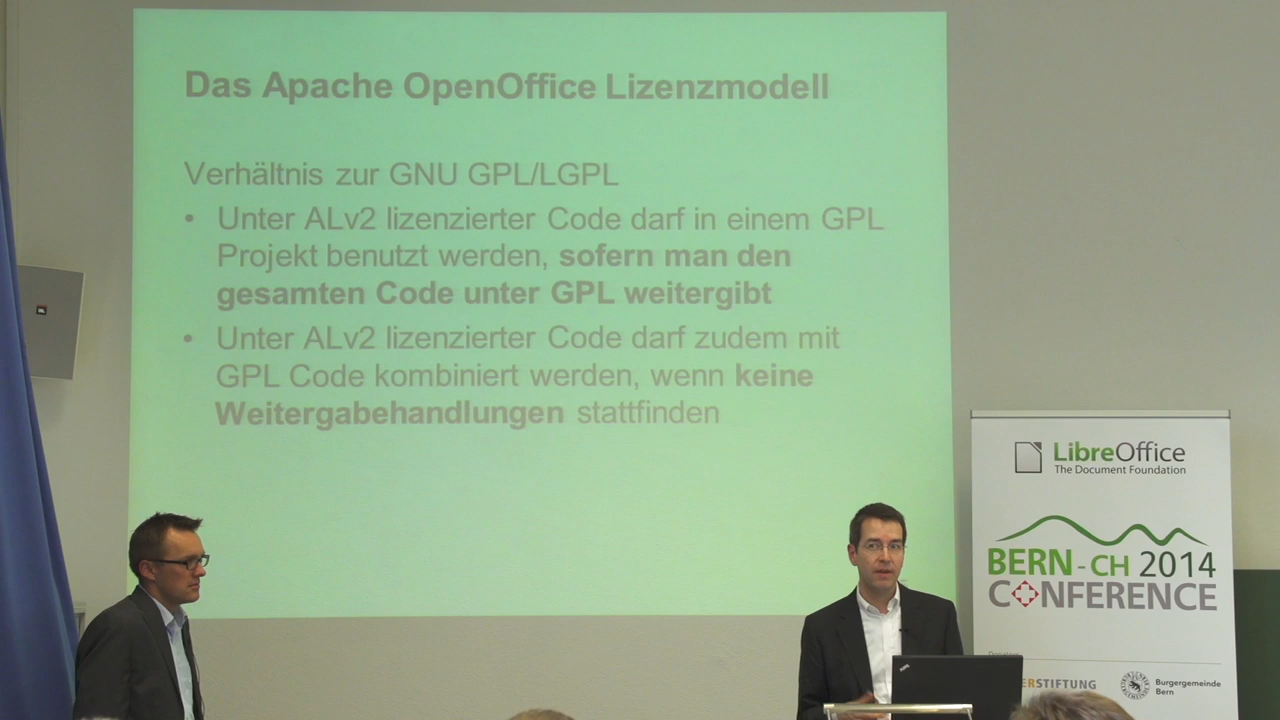 Das Apache OpenOffice Lizenzmodell
Verhältnis zur GNU GPL/LGPL
• Unter ALv2 lizenzierter Code darf in einem GPL
Projekt benutzt werden, sofern man den
gesamten Code unter GPL weitergibt
• Unter ALv2 lizenzierter Code darf zudem mit
GPL Code kombiniert werden, wenn keine
Weitergabehandlungen stattfinden
LibreOffice
The Document Foundation
BERN - CH 2014
CONFERENCE
ERSTIFTUNG
Burgergemeinde
Bern